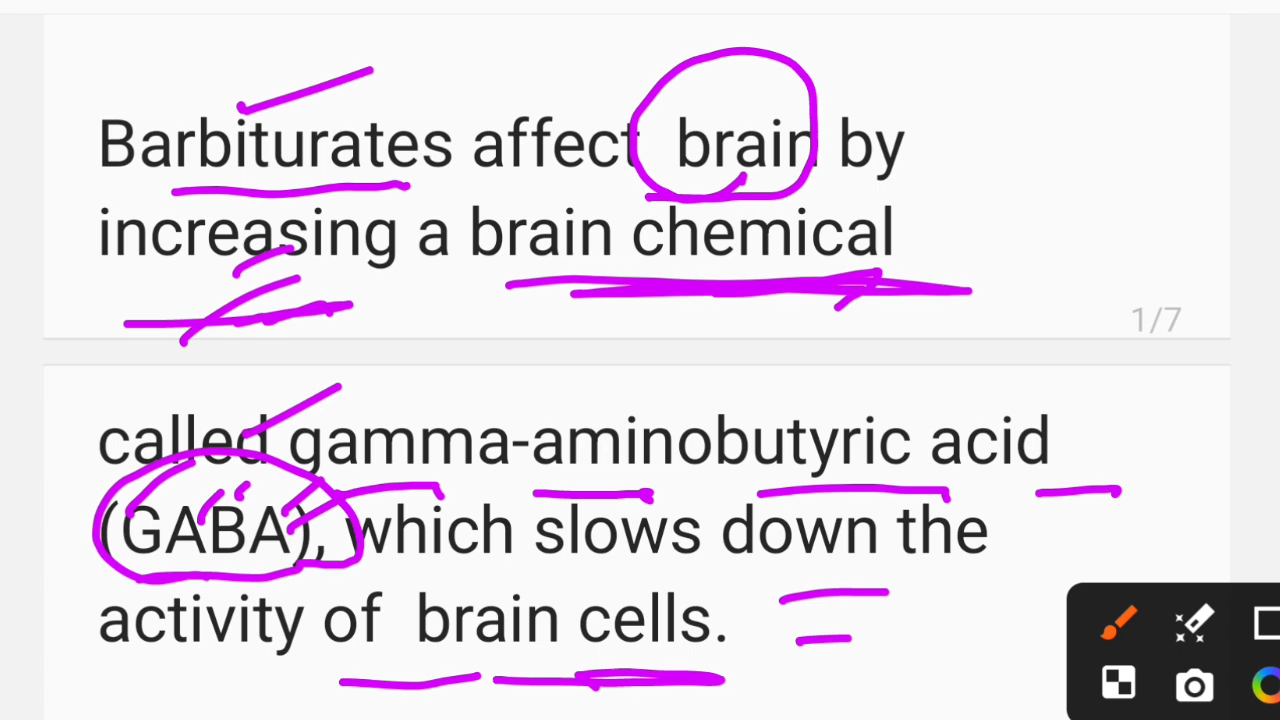 Barbiturates affect brain by
increasing a brain chemical
1/7
called gamma-aminobutyric acid
(GABA), which slows down the
activity of brain cells.